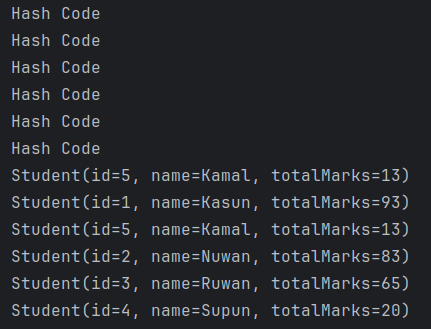 Hash Code
Hash Code
Hash Code
Hash Code
Hash Code
Hash Code
Student(id=5, name=Kamal, totalMarks=13)
Student(id=1, name=Kasun, totalMarks=93)
Student(id=5, name=Kamal, totalMarks=13)
Student(id=2, name=Nuwan, totalMarks=83)
Student(id=3, name=Ruwan, totalMarks=65)
Student(id=4, name=Supun, totalMarks=20)